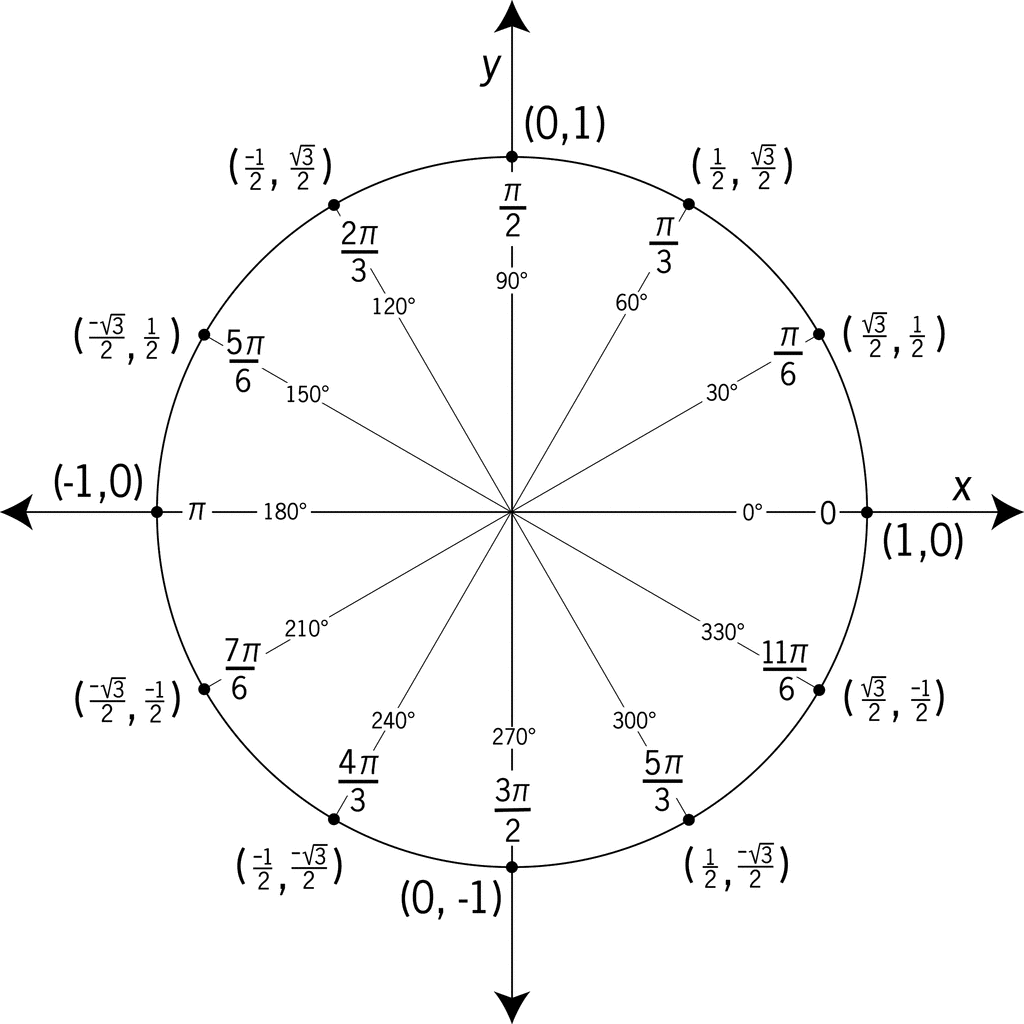 y
(0,1)
(-1/2, √3/2)
(1/2, √3/2)
π/2
2π/3
π/3
90°
120°
60°
(-√3/2, 1/2)
(√3/2, 1/2)
5π/6
π/6
150°
30°
(-1,0)
x
π
180°
0°
0
(1,0)
210°
330°
7π/6
11π/6
(-√3/2, -1/2)
(√3/2, -1/2)
240°
300°
270°
4π/3
5π/3
3π/2
(-1/2, -√3/2)
(1/2, -√3/2)
(0, -1)